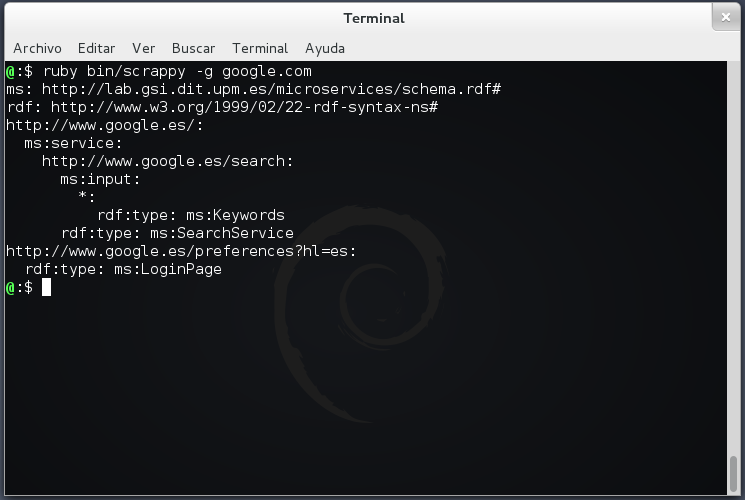 Terminal
Archivo Editar Ver Buscar Terminal Ayuda
@:$ ruby bin/scrappy -g google.com
ms: http://lab.gsi.dit.upm.es/microservices/schema.rdf#
rdf: http://www.w3.org/1999/02/22-rdf-syntax-ns#
http://www.google.es/:
  ms:service:
    http://www.google.es/search:
      ms:input:
        *:
          rdf:type: ms:Keywords
      rdf:type: ms:SearchService
http://www.google.es/preferences?hl=es:
  rdf:type: ms:LoginPage
@:$